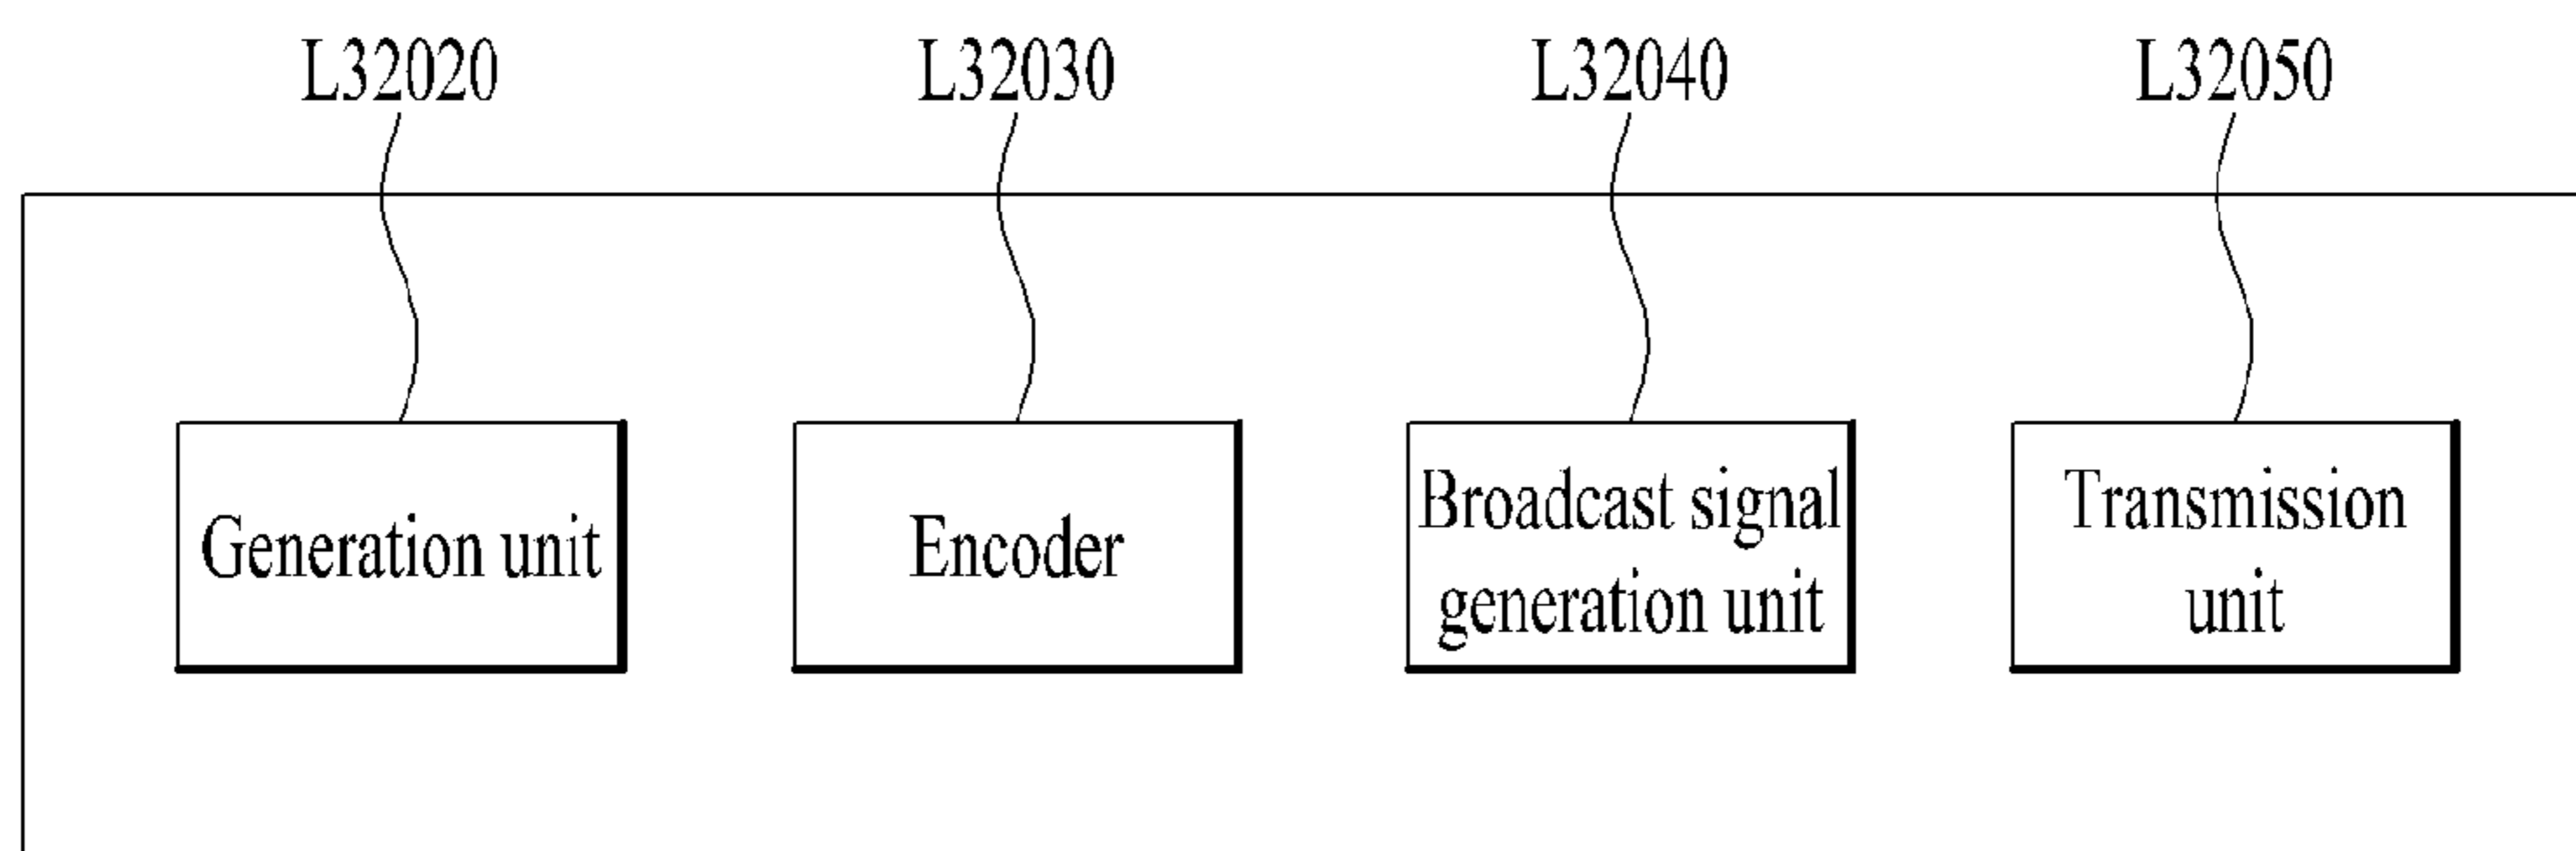 L32020 L32030 L32040 L32050
Generation unit
Encoder
Broadcast signal
generation unit
Transmission
unit